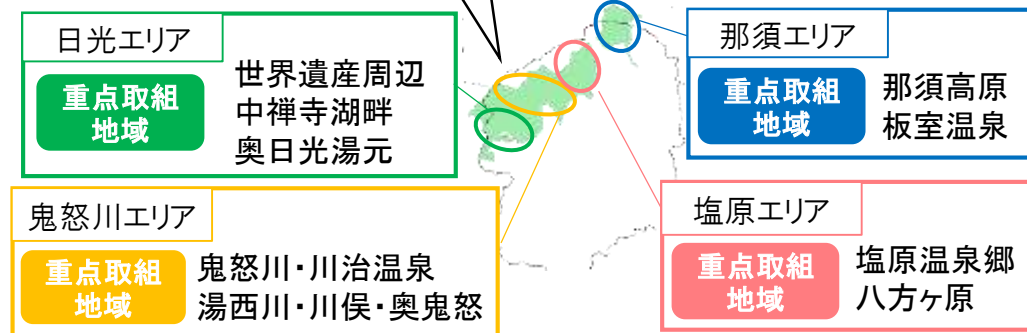 日光エリア
重点取組
地域
世界遺産周辺
中禅寺湖畔
奥日光湯元
那須エリア
重点取組
地域
那須高原
板室温泉
鬼怒川エリア
重点取組
地域
鬼怒川・川治温泉
湯西川・川俣・奥鬼怒
塩原エリア
重点取組
地域
塩原温泉郷
八方ヶ原